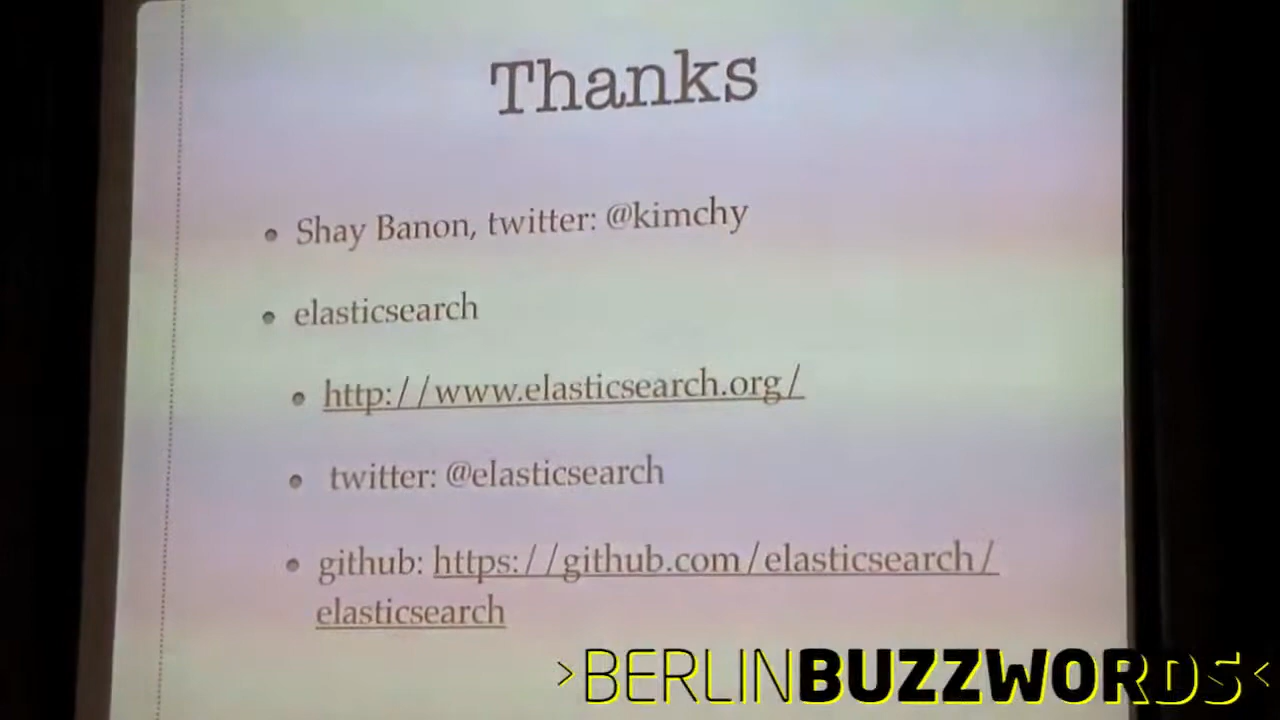 Thanks
Shay Banon, twitter: @kimchy
elasticsearch
http://www.elasticsearch.org/
twitter: @elasticsearch
github: https://github.com/elasticsearch/
elasticsearch
>BERLINBUZZWORDS<